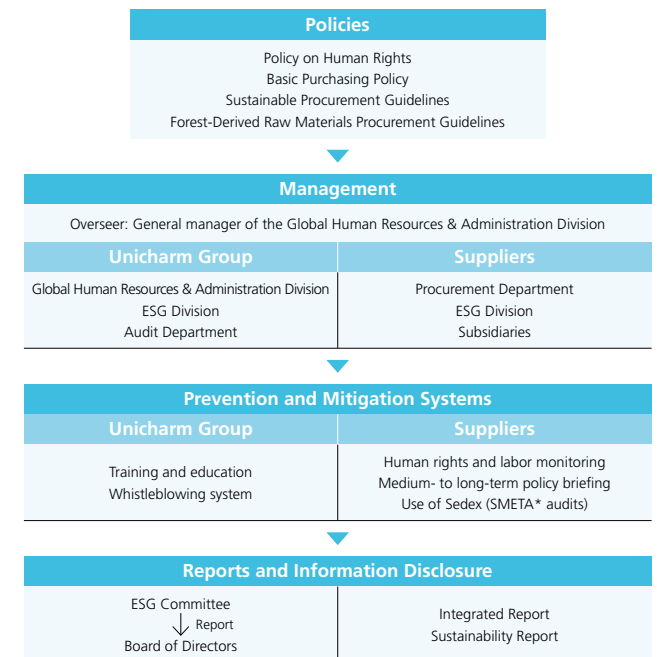 Policies
Policy on Human Rights
Basic Purchasing Policy
Sustainable Procurement Guidelines
Forest-Derived Raw Materials Procurement Guidelines
Management
Overseer: General manager of the Global Human Resources & Administration Division
Unicharm Group
Global Human Resources & Administration Division
ESG Division
Audit Department
Suppliers
Procurement Department
ESG Division
Subsidiaries
Prevention and Mitigation Systems
Unicharm Group
Training and education
Whistleblowing system
Suppliers
Human rights and labor monitoring
Medium- to long-term policy briefing
Use of Sedex (SMETA* audits)
Reports and Information Disclosure
ESG Committee
Report
Board of Directors
Integrated Report
Sustainability Report